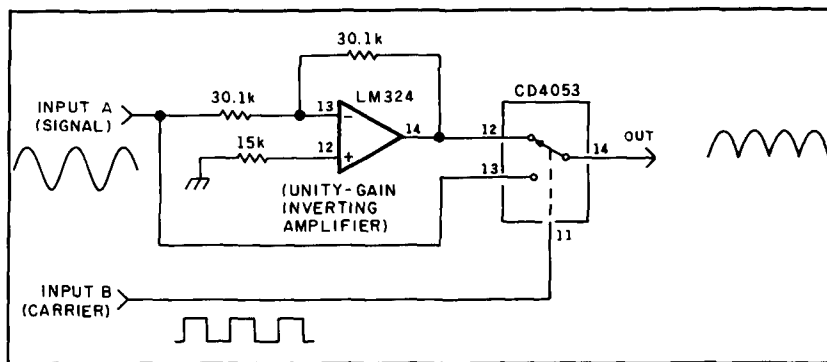 30.1k
LM324
CD4053
INPUT A
(SIGNAL)
30.1k
13
-
14
12
OUT
14
15k
12
+
13
(UNITY-GAIN
INVERTING
AMPLIFIER)
11
INPUT B
(CARRIER)